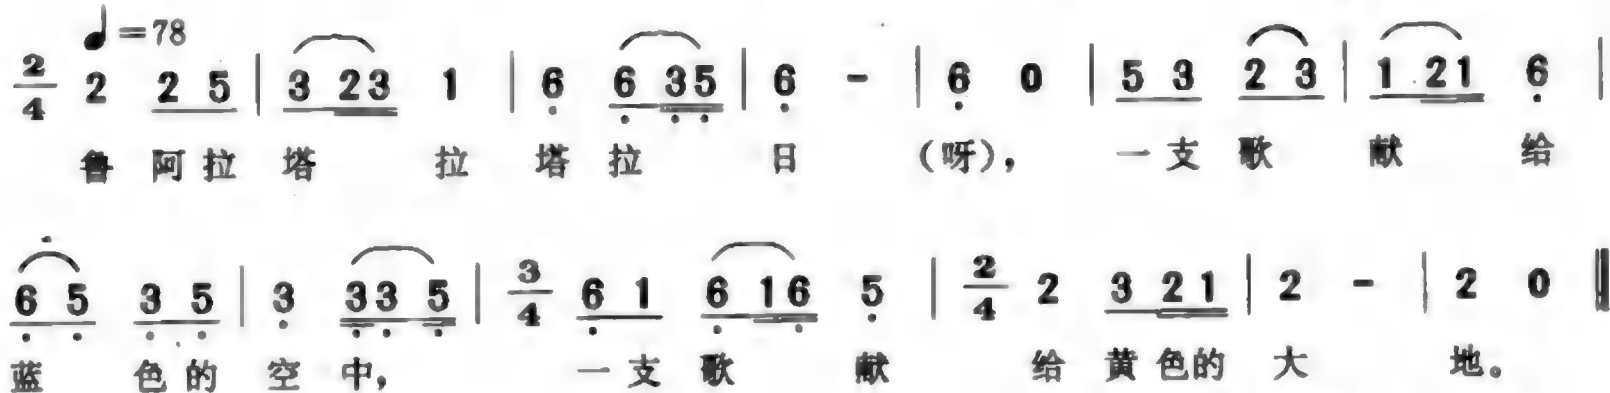 ♩=78
2/4 2 2 5 | 3 23 1 | 6 6 35 | 6 - | 6 0 | 5 3 2 3 | 1 21 6 |
鲁 阿拉 塔 拉 塔 拉 日 (呀), 一支 歌 献 给
6 5 3 5 | 3 33 5 | 3/4 6 1 6 16 5 | 2/4 2 3 21 | 2 - | 2 0 ‖
蓝 色的 空 中, 一支 歌 献 给 黄 色的 大 地。